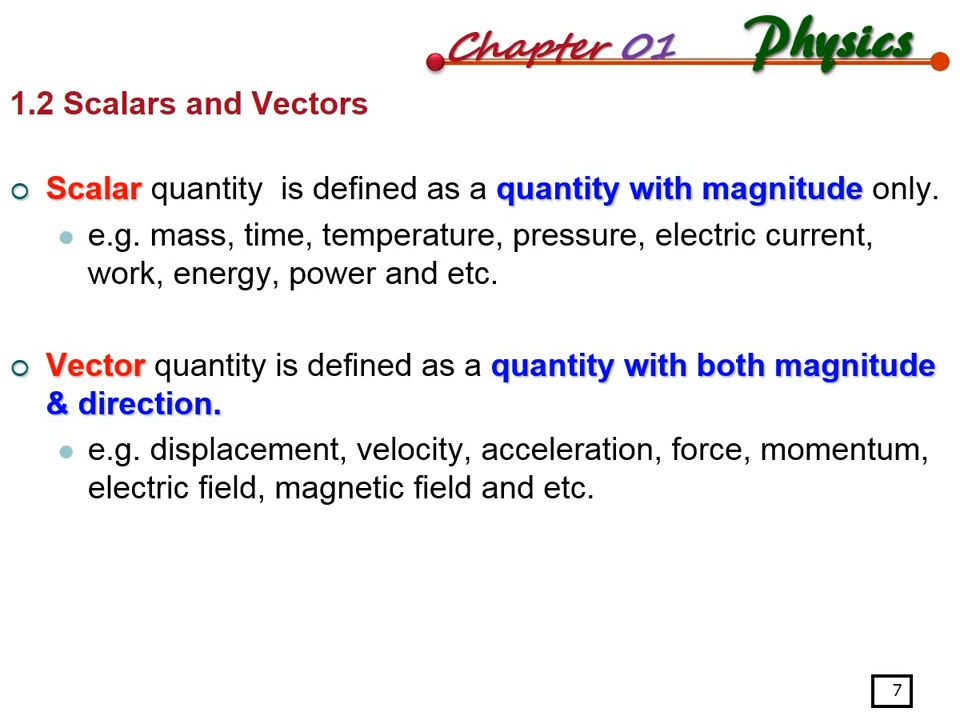 Chapter 01 Physics
1.2 Scalars and Vectors
Scalar quantity is defined as a quantity with magnitude only.
e.g. mass, time, temperature, pressure, electric current,
work, energy, power and etc.
Vector quantity is defined as a quantity with both magnitude
& direction.
e.g. displacement, velocity, acceleration, force, momentum,
electric field, magnetic field and etc.
7